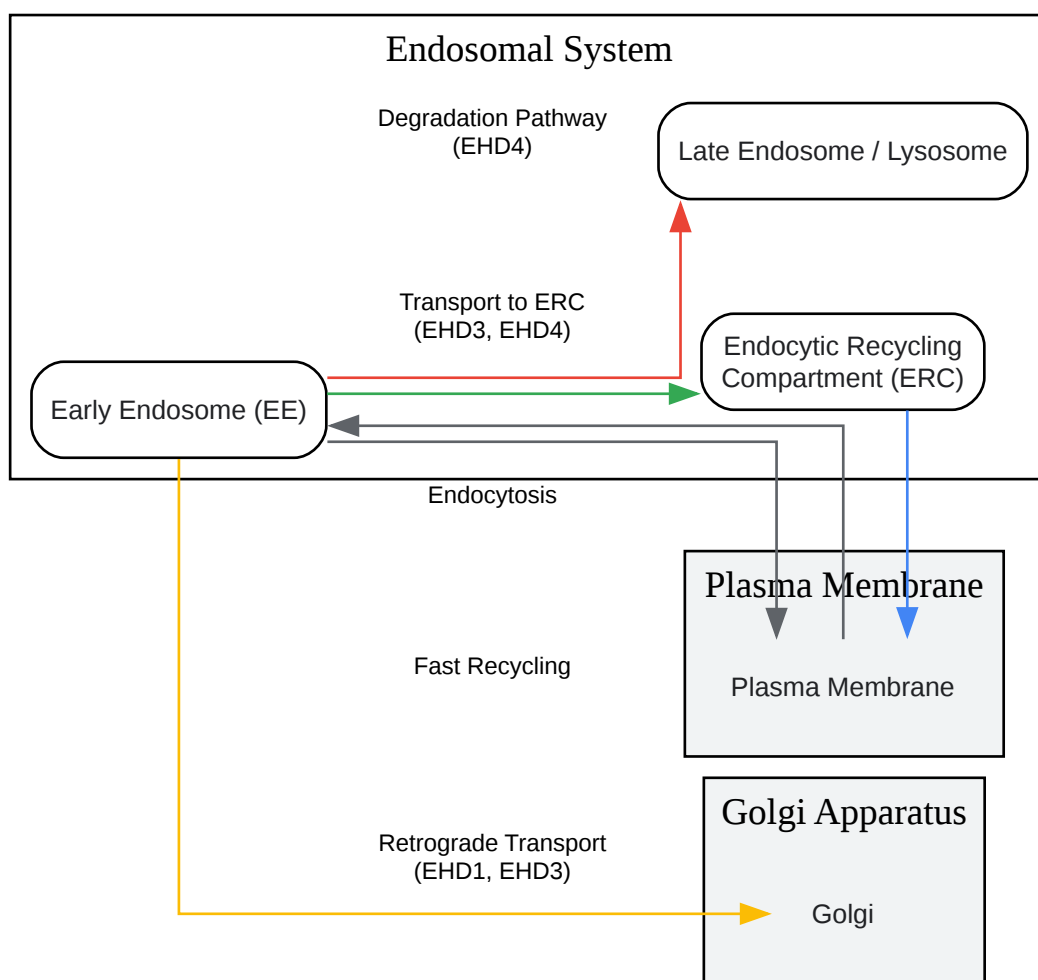 Endosomal System
Degradation Pathway
(EHD4)
Late Endosome / Lysosome
Transport to ERC
(EHD3, EHD4)
Endocytic Recycling
Compartment (ERC)
Early Endosome (EE)
Endocytosis
Plasma Membrane
Fast Recycling
Plasma Membrane
Golgi Apparatus
Retrograde Transport
(EHD1, EHD3)
Golgi